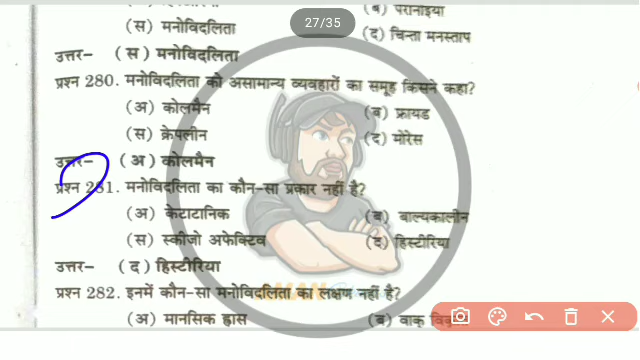 (ब) परानोइया
27/35
(स) मनोविदलिता
(द) चिन्ता मनस्ताप
उत्तर- (स) मनोविदलिता
प्रश्न 280. मनोविदलिता को असामान्य व्यवहारों का समूह किसने कहा?
(अ) कोलमैन (ब) फ्रायड
(स) क्रेपलीन (द) मोरेस
उत्तर- (अ) कोलमैन
प्रश्न 281. मनोविदलिता का कौन-सा प्रकार नहीं है?
(अ) केटाटानिक (ब) बाल्यकालीन
(स) स्कीजो अफेक्टिव (द) हिस्टीरिया
उत्तर- (द) हिस्टीरिया
प्रश्न 282. इनमें कौन-सा मनोविदलिता का लक्षण नहीं है?
(अ) मानसिक ह्रास (ब) वाक्